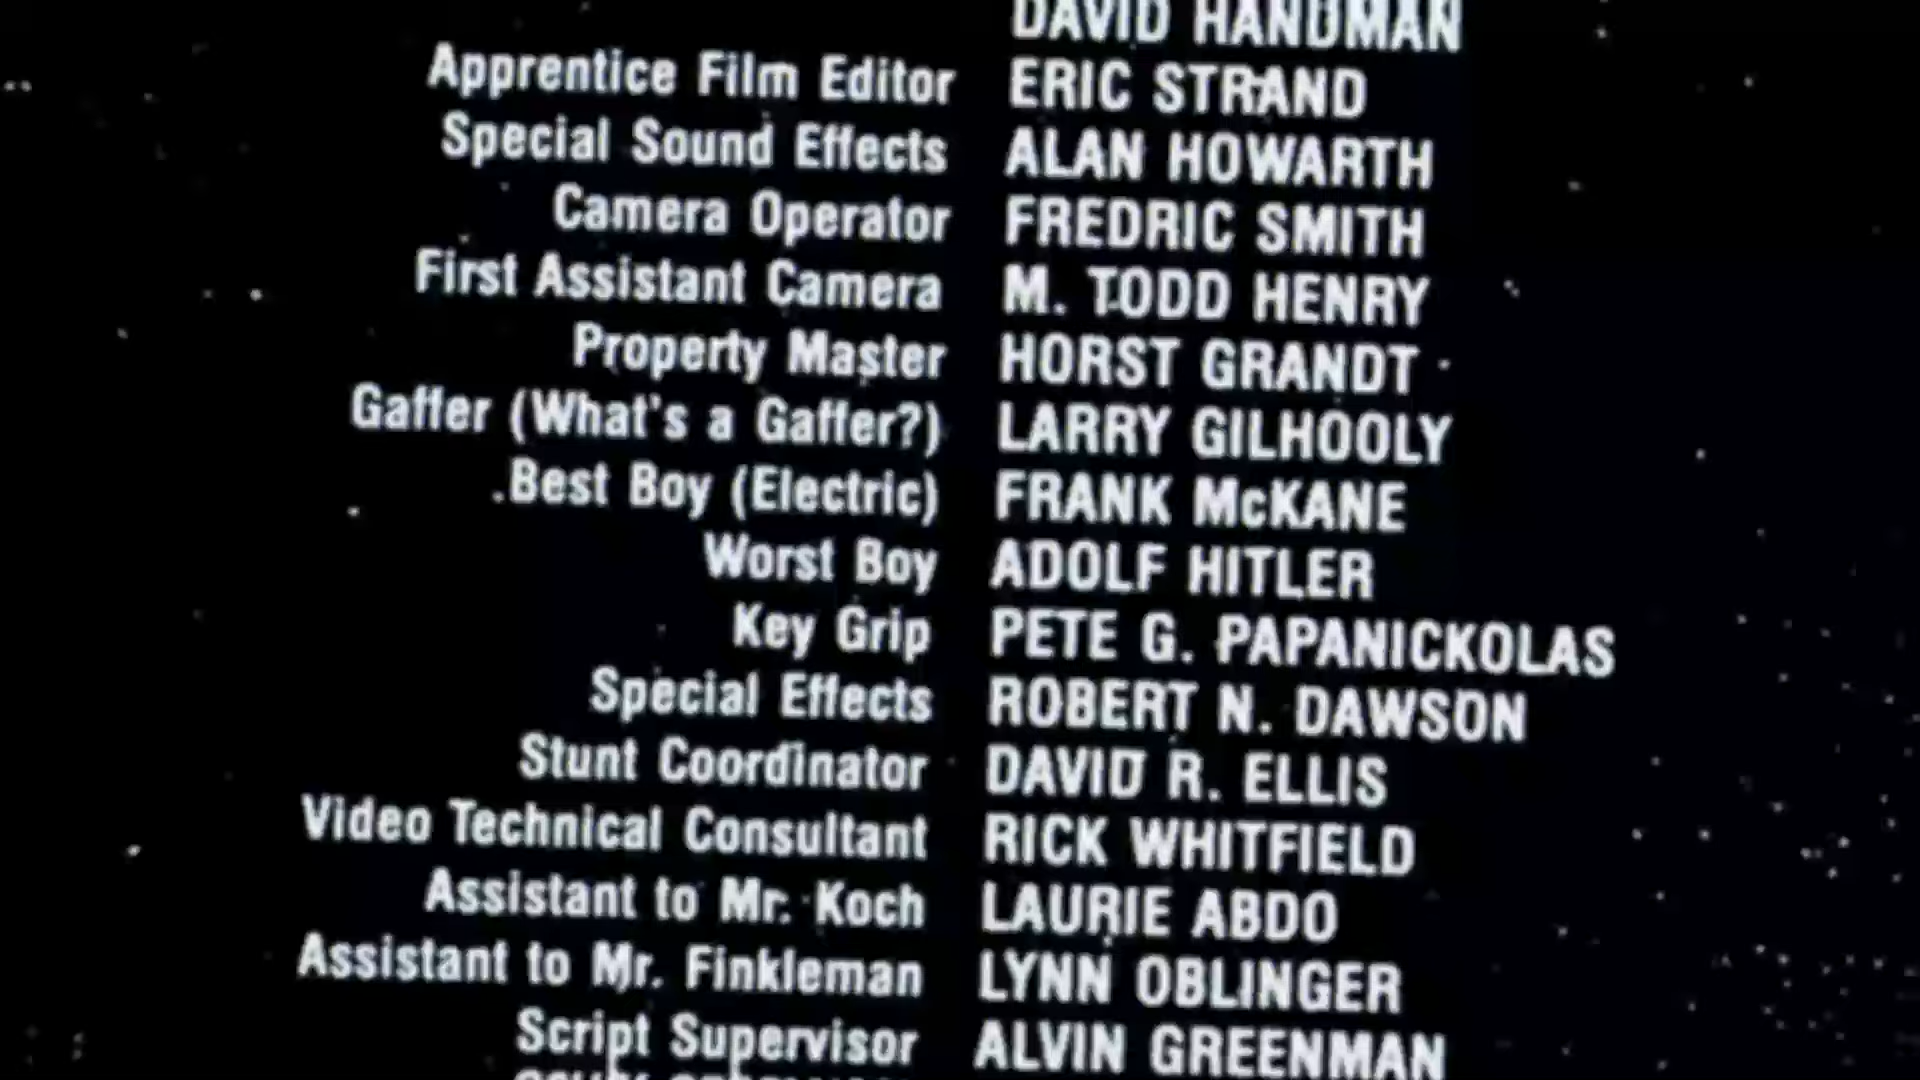 DAVID HANDMAN
Apprentice Film Editor ERIC STRAND
Special Sound Effects ALAN HOWARTH
Camera Operator FREDRIC SMITH
First Assistant Camera M. TODD HENRY
Property Master HORST GRANDT
Gaffer (What's a Gaffer?) LARRY GILHOOLY
Best Boy (Electric) FRANK McKANE
Worst Boy ADOLF HITLER
Key Grip PETE G. PAPANICKOLAS
Special Effects ROBERT N. DAWSON
Stunt Coordinator DAVID R. ELLIS
Video Technical Consultant RICK WHITFIELD
Assistant to Mr. Koch LAURIE ABDO
Assistant to Mr. Finkleman LYNN OBLINGER
Script Supervisor ALVIN GREENMAN